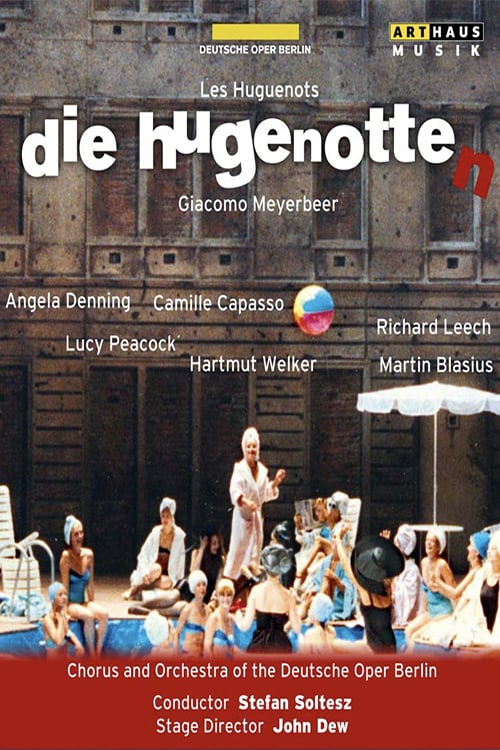 DEUTSCHE OPER BERLIN
ARTHAUS
MUSIK
Les Huguenots
die hugenotten
Giacomo Meyerbeer
Angela Denning
Camille Capasso
Richard Leech
Lucy Peacock
Hartmut Welker
Martin Blasius
Chorus and Orchestra of the Deutsche Oper Berlin
Conductor Stefan Soltesz
Stage Director John Dew